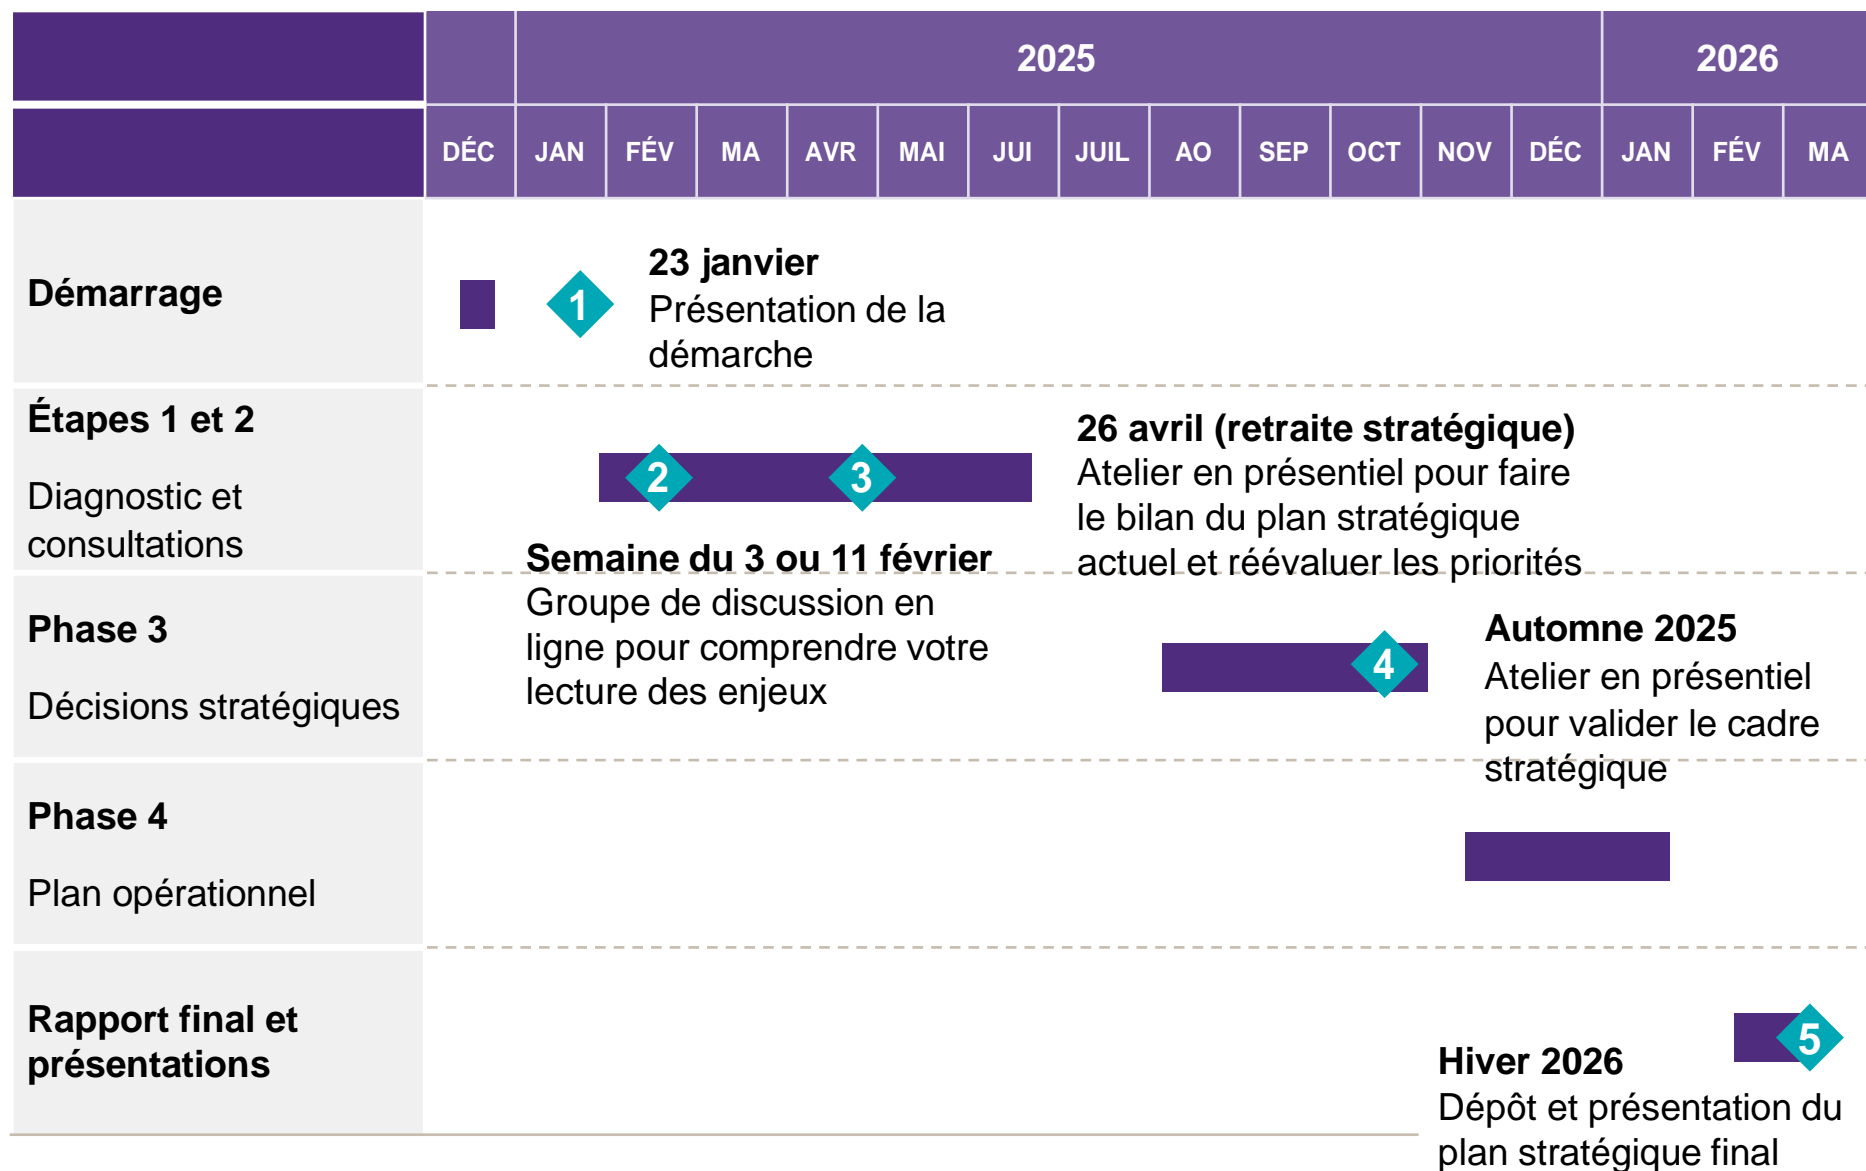 2025
2026
DÉC
JAN
FÉV
MA
AVR
MAI
JUI
JUIL
AO
SEP
OCT
NOV
DÉC
JAN
FÉV
MA
Démarrage
1
23 janvier
Présentation de la
démarche
Étapes 1 et 2
Diagnostic et
consultations
2
3
26 avril (retraite stratégique)
Atelier en présentiel pour faire
le bilan du plan stratégique
actuel et réévaluer les priorités
Semaine du 3 ou 11 février
Groupe de discussion en
ligne pour comprendre votre
lecture des enjeux
Phase 3
Décisions stratégiques
4
Automne 2025
Atelier en présentiel
pour valider le cadre
stratégique
Phase 4
Plan opérationnel
Rapport final et
présentations
5
Hiver 2026
Dépôt et présentation du
plan stratégique final